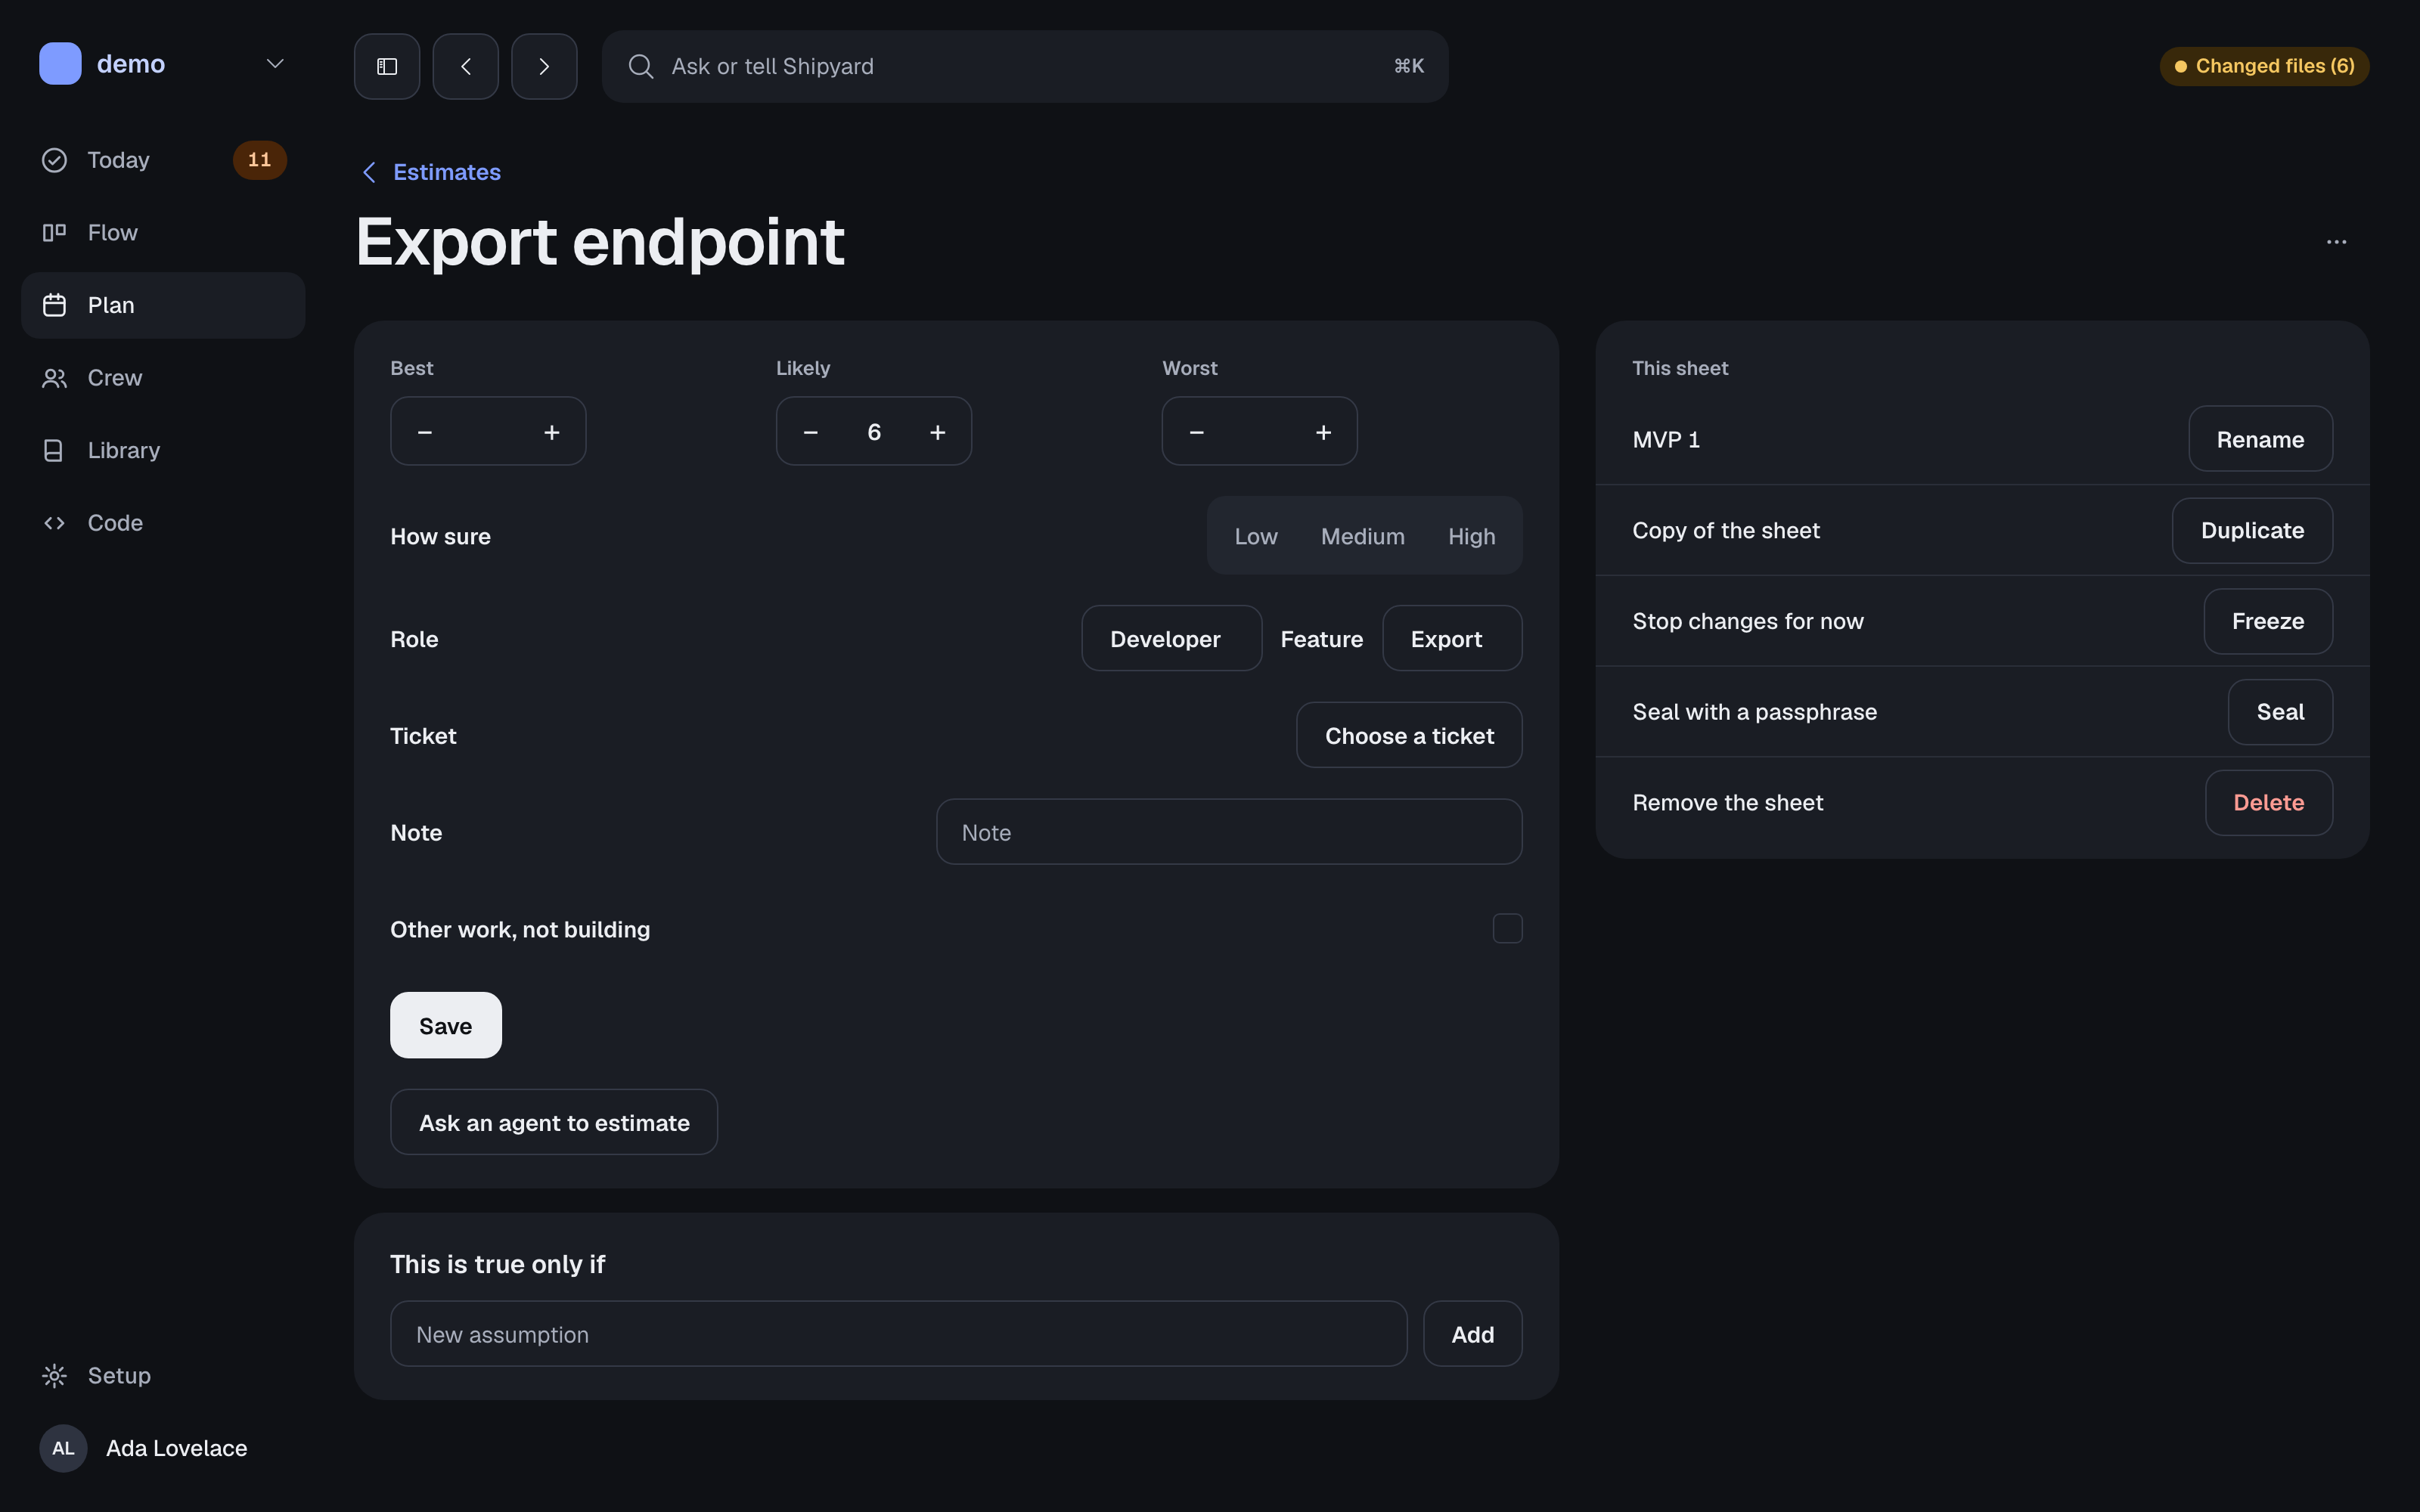 demo
Ask or tell Shipyard ⌘K
Changed files (6)
Today 11
Flow
Plan
Crew
Library
Code
Setup
AL Ada Lovelace
Estimates
Export endpoint
Best Likely Worst
− + − 6 + − +
How sure Low Medium High
Role Developer Feature Export
Ticket Choose a ticket
Note Note
Other work, not building
Save
Ask an agent to estimate
This is true only if
New assumption Add
This sheet
MVP 1 Rename
Copy of the sheet Duplicate
Stop changes for now Freeze
Seal with a passphrase Seal
Remove the sheet Delete